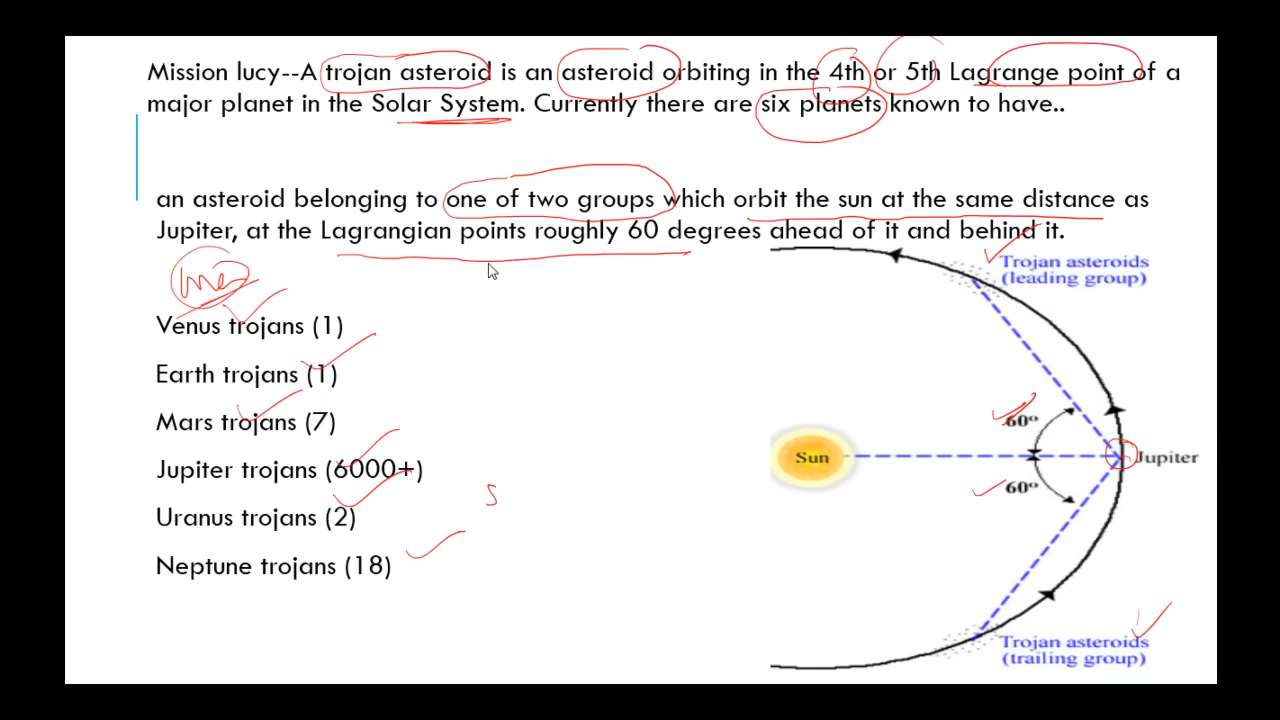 Mission lucy--A trojan asteroid is an asteroid orbiting in the 4th or 5th Lagrange point of a
major planet in the Solar System. Currently there are six planets known to have..
an asteroid belonging to one of two groups which orbit the sun at the same distance as
Jupiter, at the Lagrangian points roughly 60 degrees ahead of it and behind it.
Trojan asteroids
(leading group)
Venus trojans (1)
Earth trojans (1)
Mars trojans (7)
60º
Sun
Jupiter
Jupiter trojans (6000+)
60º
S
Uranus trojans (2)
Neptune trojans (18)
Trojan asteroids
(trailing group)